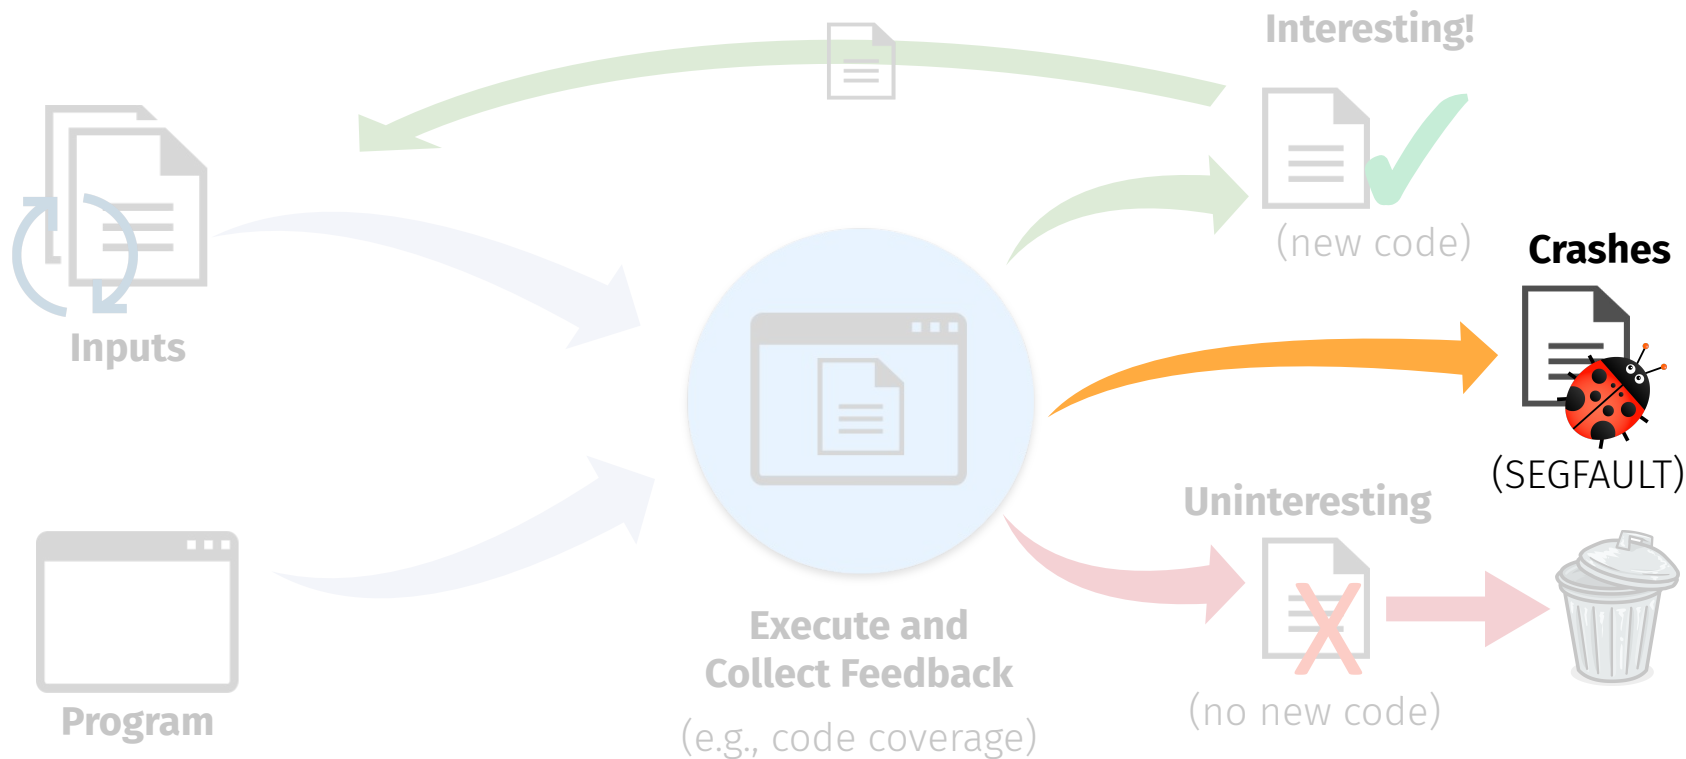 Interesting!
(new code)
Crashes
(SEGFAULT)
Inputs
Uninteresting
(no new code)
Execute and
Collect Feedback
(e.g., code coverage)
Program